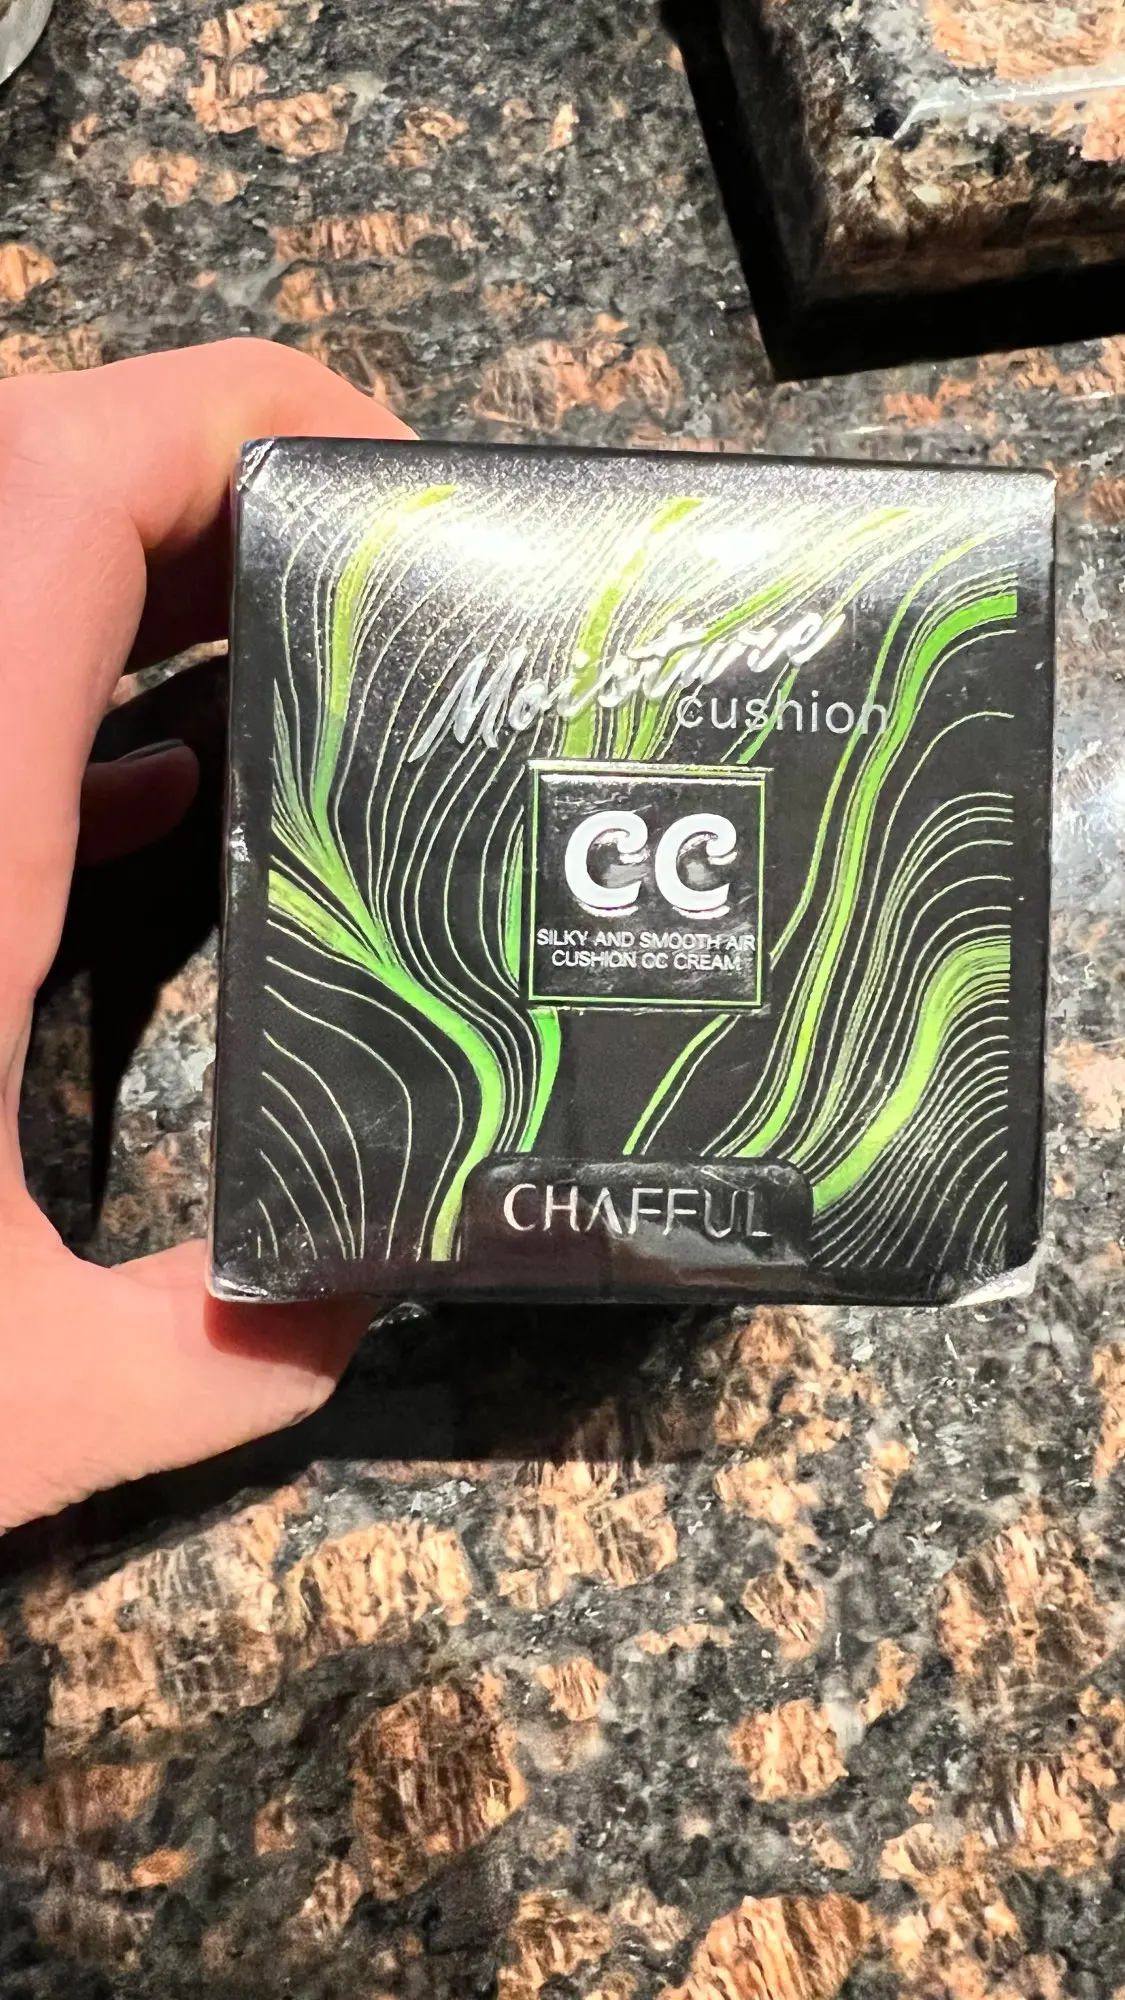 Moisture
cushion
CC
SILKY AND SMOOTH AIR
CUSHION CC CREAM
CHAFFUL